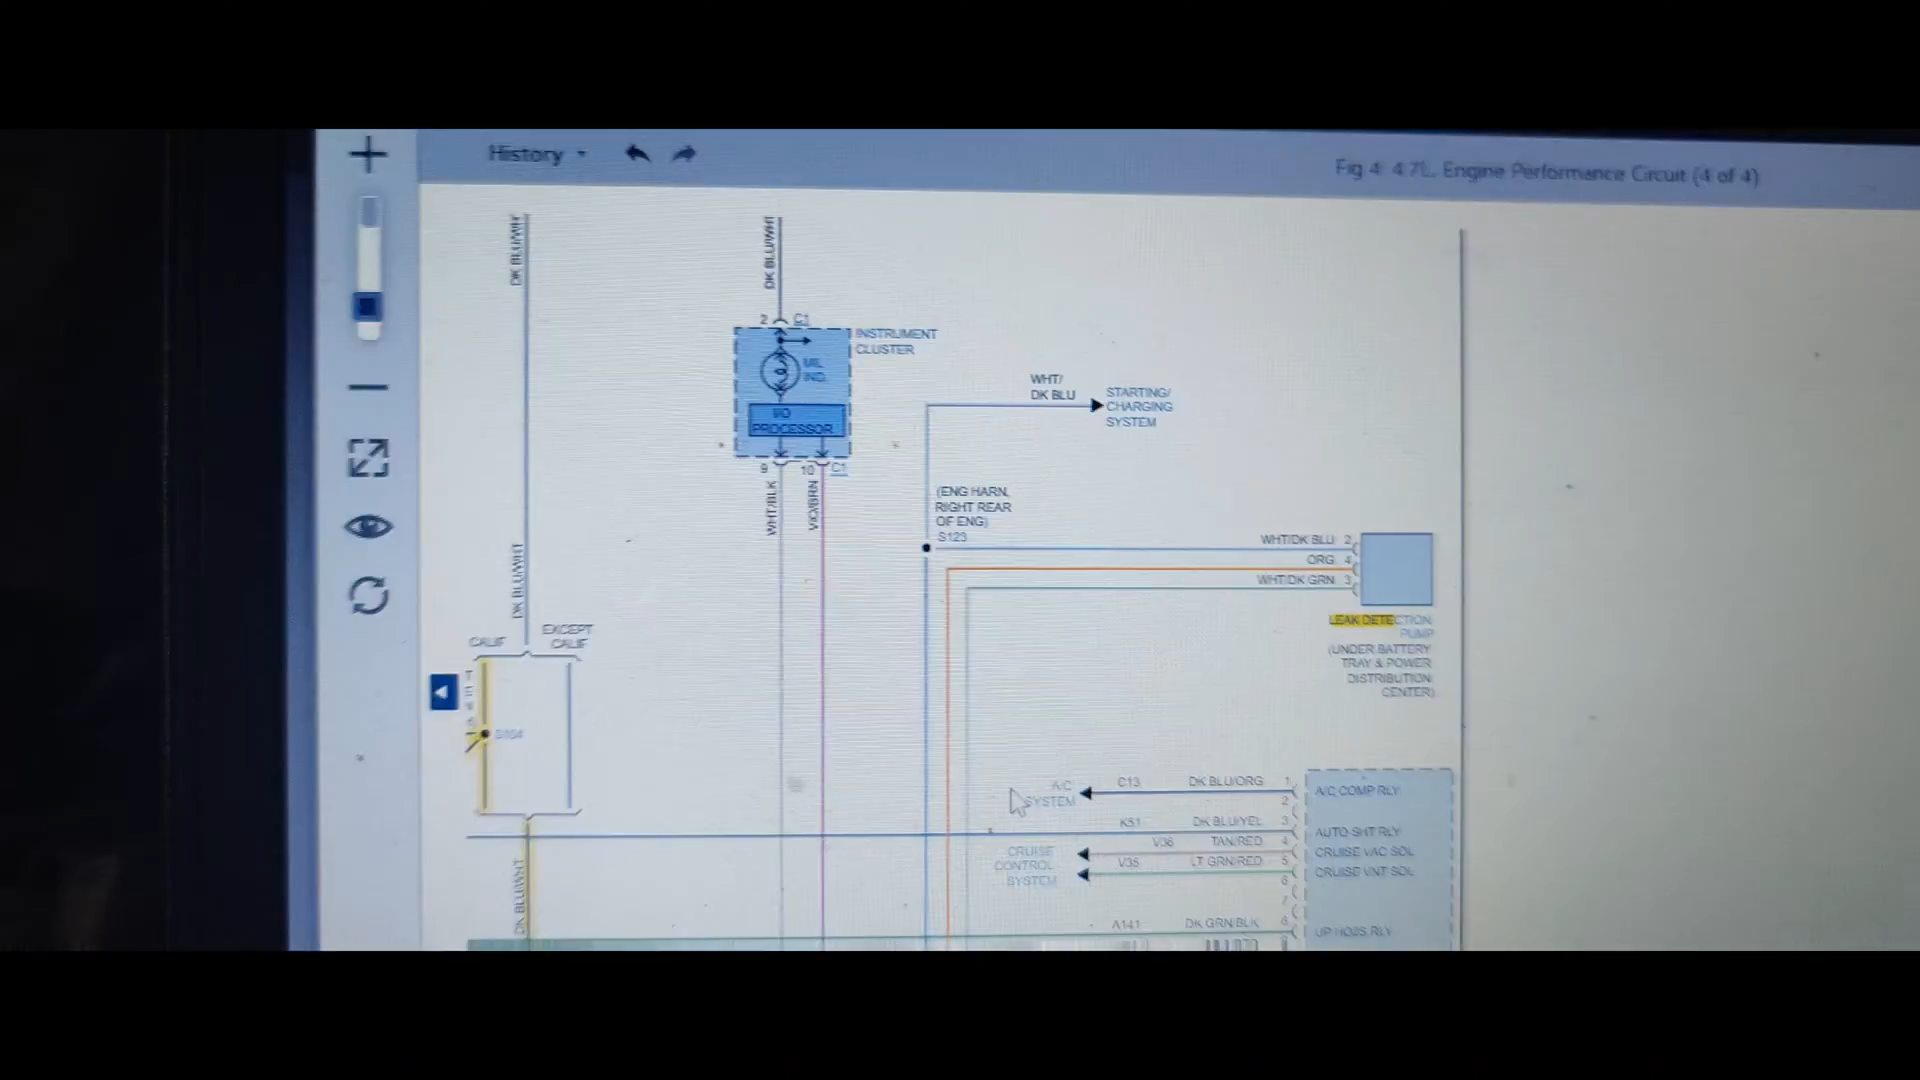 History
Fig 4: 4.7L, Engine Performance Circuit (4 of 4)
DK BLU/WHT
DK BLU/WHT
2 C1
INSTRUMENT
CLUSTER
MIL
IND.
I/O
PROCESSOR
9 10 C1
WHT/BLK
VIO/BRN
WHT/
DK BLU
STARTING/
CHARGING
SYSTEM
(ENG HARN,
RIGHT REAR
OF ENG)
S123
WHT/DK BLU 2
ORG 4
WHT/DK GRN 3
LEAK DETECTION
PUMP
(UNDER BATTERY
TRAY & POWER
DISTRIBUTION
CENTER)
DK BLU/WHT
CALIF
EXCEPT
CALIF
DK BLU/WHT
A/C
SYSTEM
C13 DK BLU/ORG 1
A/C COMP RLY
2
K51 DK BLU/YEL 3
AUTO SHT RLY
V36 TAN/RED 4
CRUISE VAC SOL
CRUISE
CONTROL
SYSTEM
V35 LT GRN/RED 5
CRUISE VNT SOL
6
7
A141 DK GRN/BLK 8